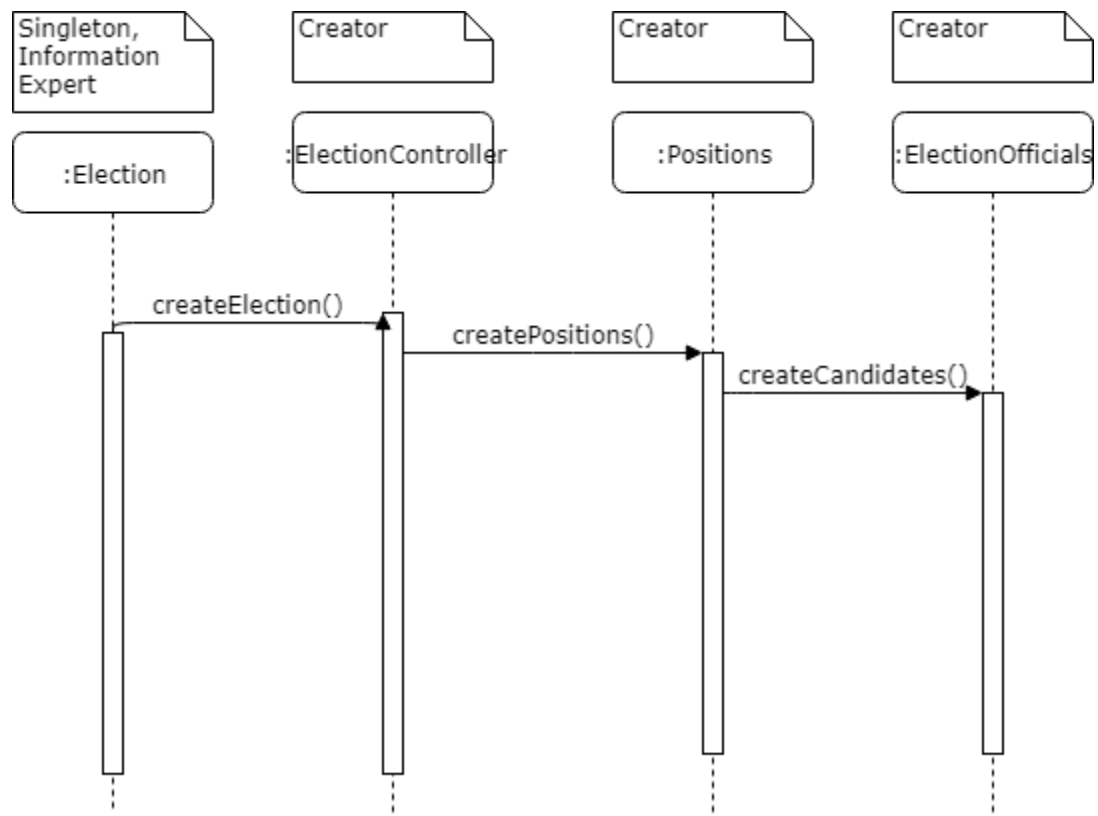 Singleton,
Information
Expert
Creator
Creator
Creator
:Election
:ElectionController
:Positions
:ElectionOfficials
createElection()
createPositions()
createCandidates()